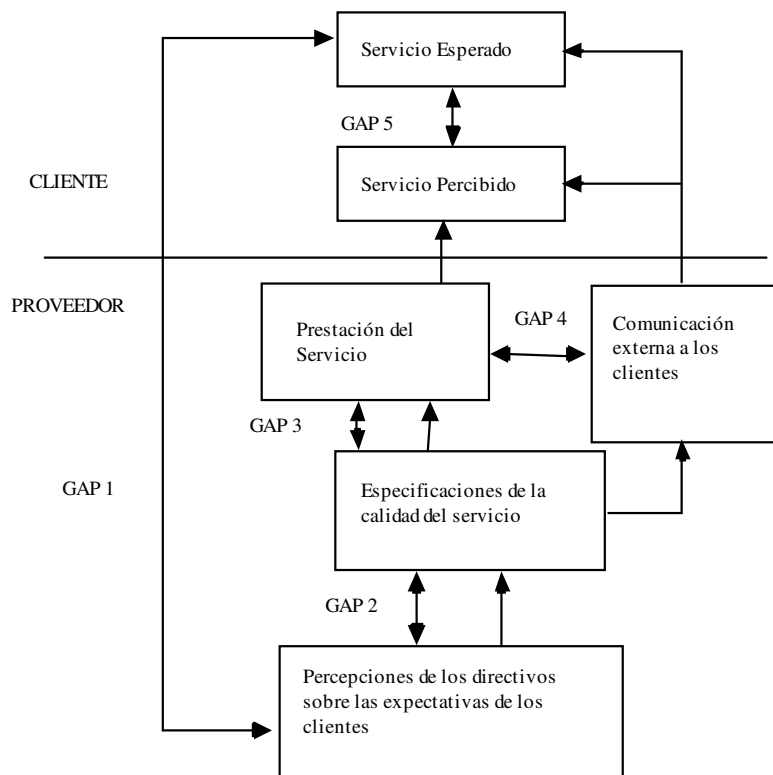 Servicio Esperado
GAP 5
Servicio Percibido
CLIENTE
PROVEEDOR
Prestación del
Servicio
GAP 4
Comunicación
externa a los
clientes
GAP 3
GAP 1
Especificaciones de la
calidad del servicio
GAP 2
Percepciones de los directivos
sobre las expectativas de los
clientes